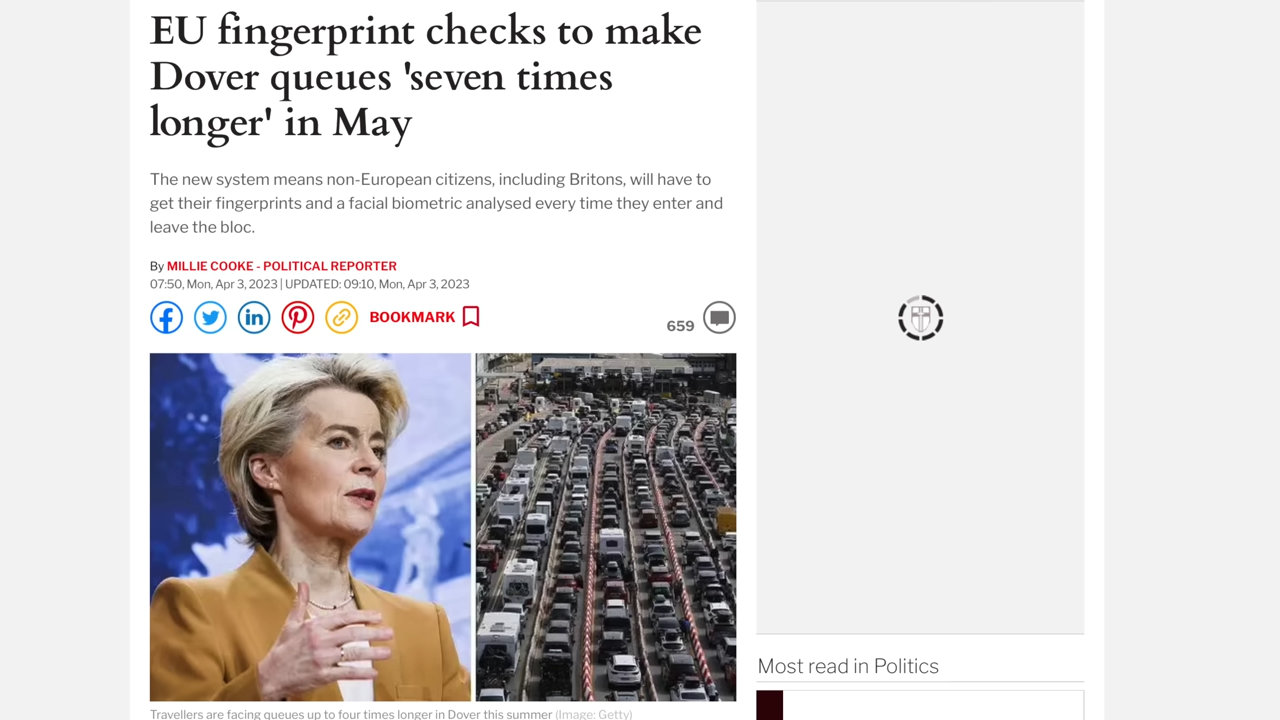 EU fingerprint checks to make
Dover queues 'seven times
longer' in May
The new system means non-European citizens, including Britons, will have to
get their fingerprints and a facial biometric analysed every time they enter and
leave the bloc.
By MILLIE COOKE - POLITICAL REPORTER
07:50, Mon, Apr 3, 2023 | UPDATED: 09:10, Mon, Apr 3, 2023
BOOKMARK
659
Travellers are facing queues up to four times longer in Dover this summer (Image: Getty)
Most read in Politics